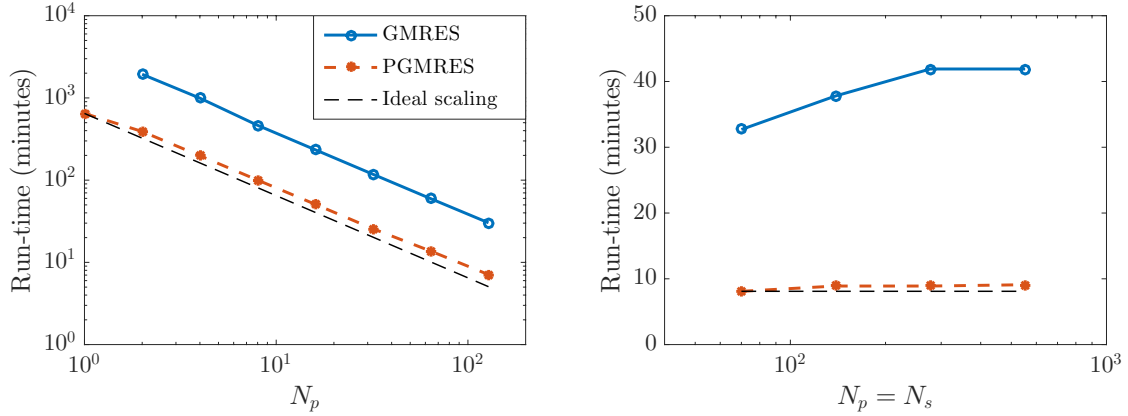 Run-time (minutes)
10^4
10^3
10^2
10^1
10^0
GMRES
PGMRES
Ideal scaling
10^0
10^1
10^2
N_p
Run-time (minutes)
50
40
30
20
10
0
10^2
10^3
N_p = N_s